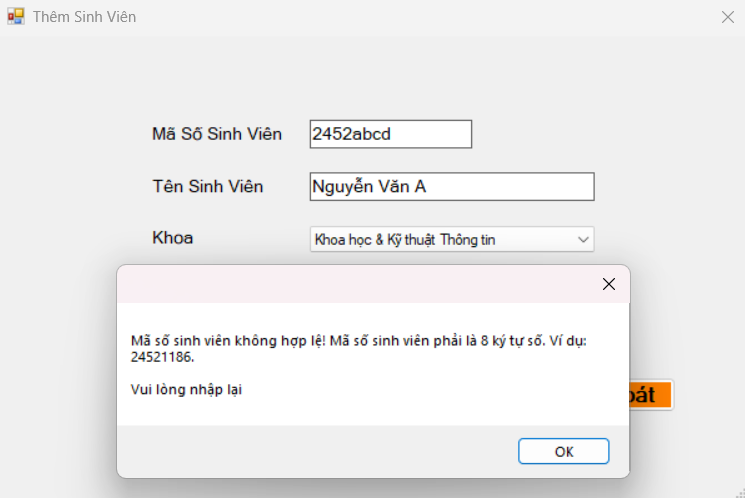 Thêm Sinh Viên
Mã Số Sinh Viên 2452abcd
Tên Sinh Viên Nguyễn Văn A
Khoa Khoa học & Kỹ thuật Thông tin
Mã số sinh viên không hợp lệ! Mã số sinh viên phải là 8 ký tự số. Ví dụ:
24521186.
Vui lòng nhập lại
OK